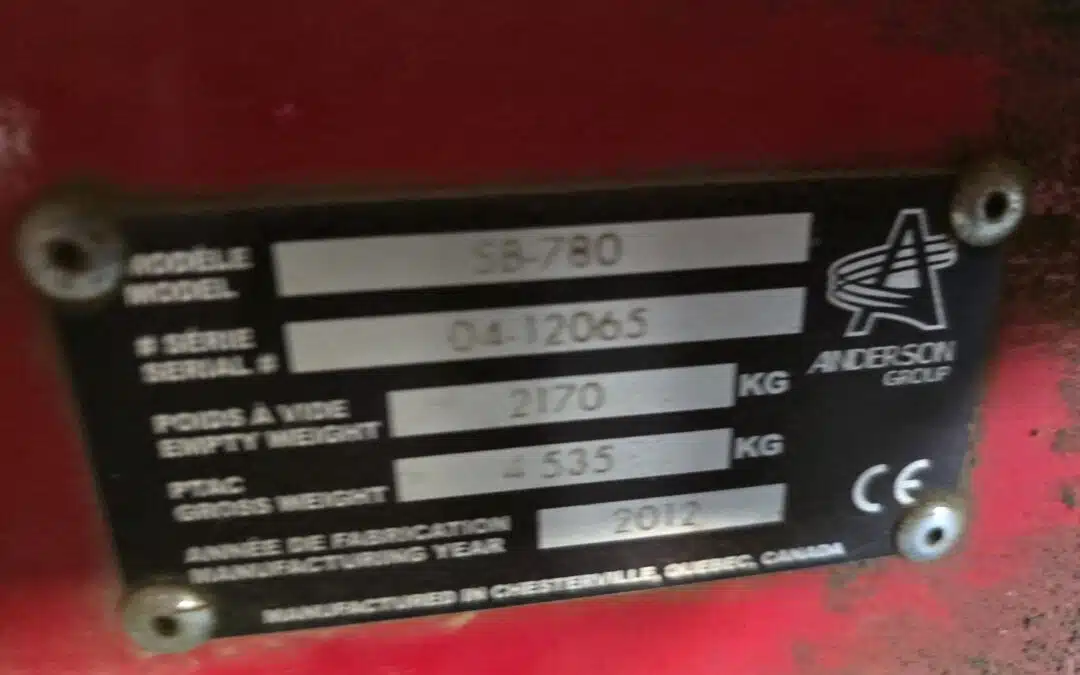 MODÈLE
MODEL
SB-780
# SÉRIE
SERIAL #
04-12065
POIDS À VIDE
EMPTY WEIGHT
2170
KG
PTAC
GROSS WEIGHT
4 535
KG
ANNÉE DE FABRICATION
MANUFACTURING YEAR
2012
MANUFACTURED IN CHESTERVILLE, QUEBEC, CANADA
ANDERSON
GROUP
CE